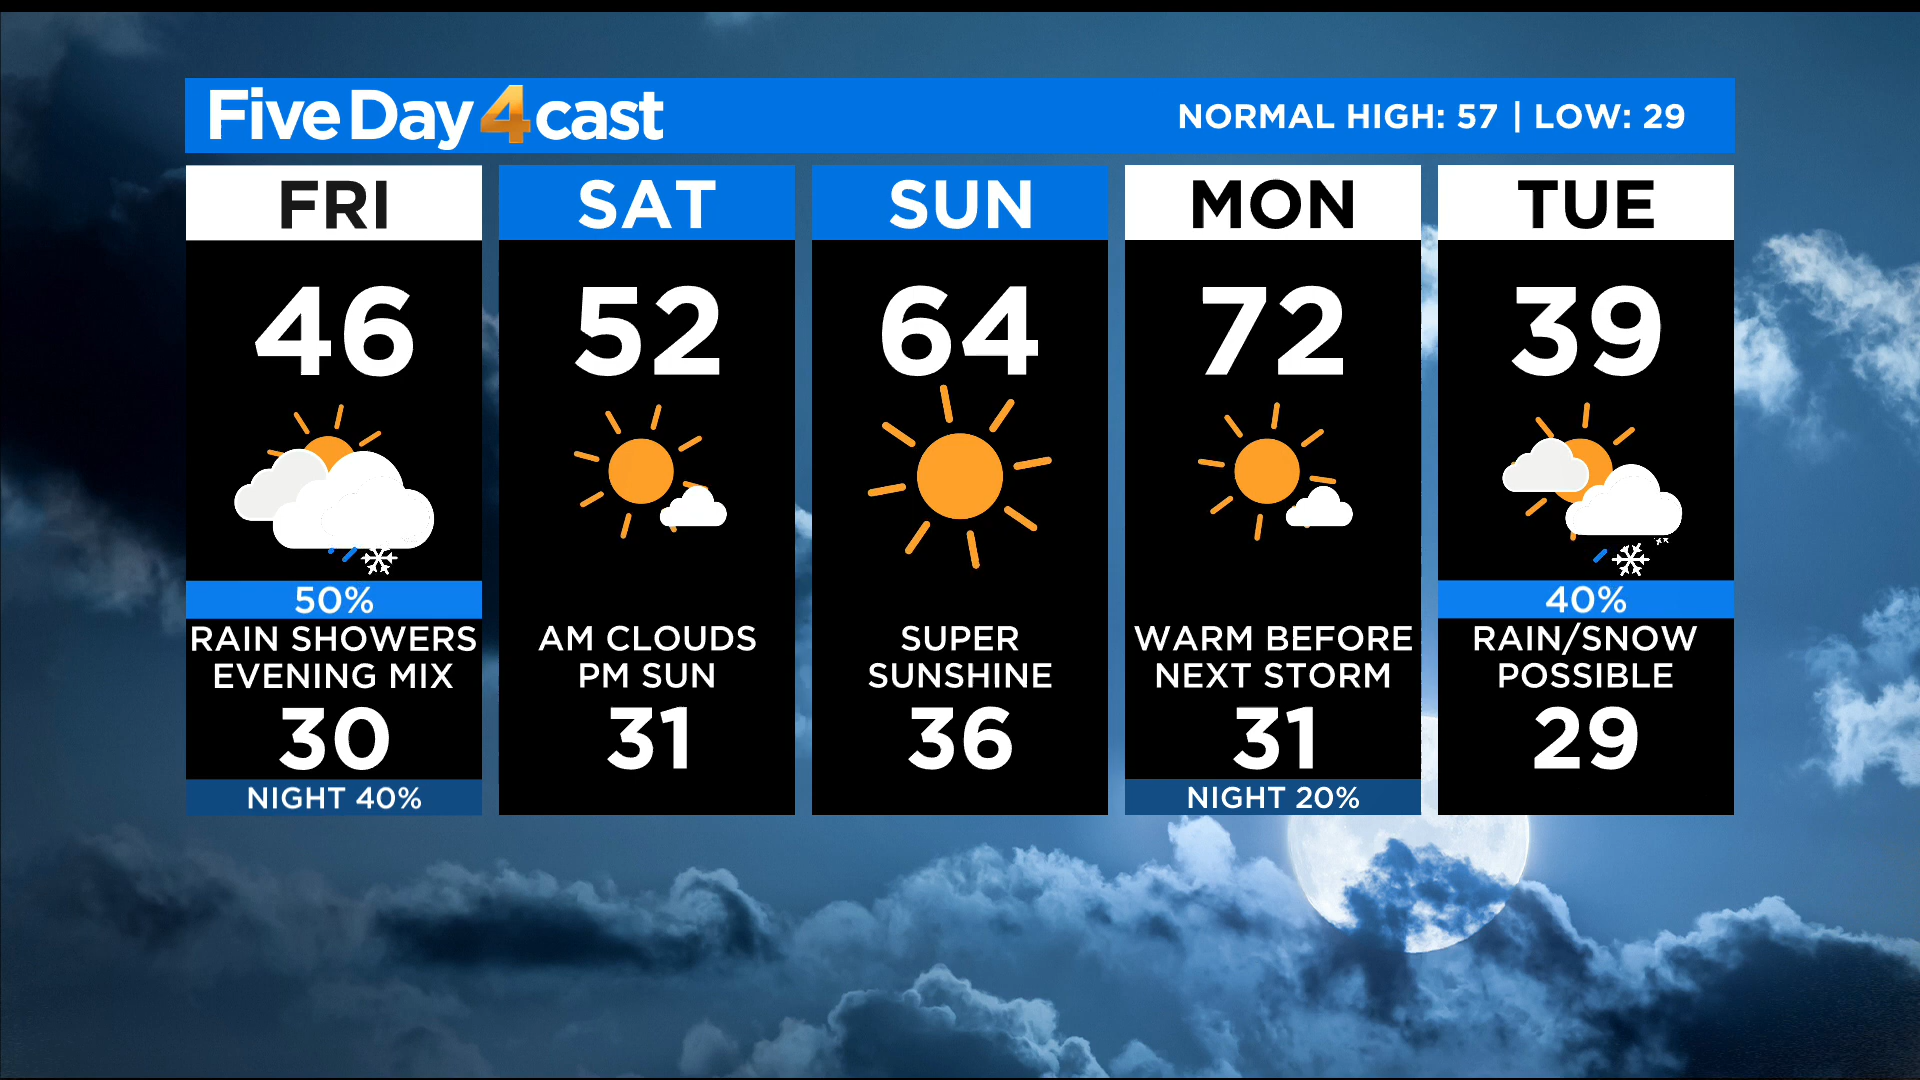 Five Day 4cast
NORMAL HIGH: 57 | LOW: 29
FRI
46
50%
RAIN SHOWERS
EVENING MIX
30
NIGHT 40%
SAT
52
AM CLOUDS
PM SUN
31
SUN
64
SUPER
SUNSHINE
36
MON
72
WARM BEFORE
NEXT STORM
31
NIGHT 20%
TUE
39
40%
RAIN/SNOW
POSSIBLE
29